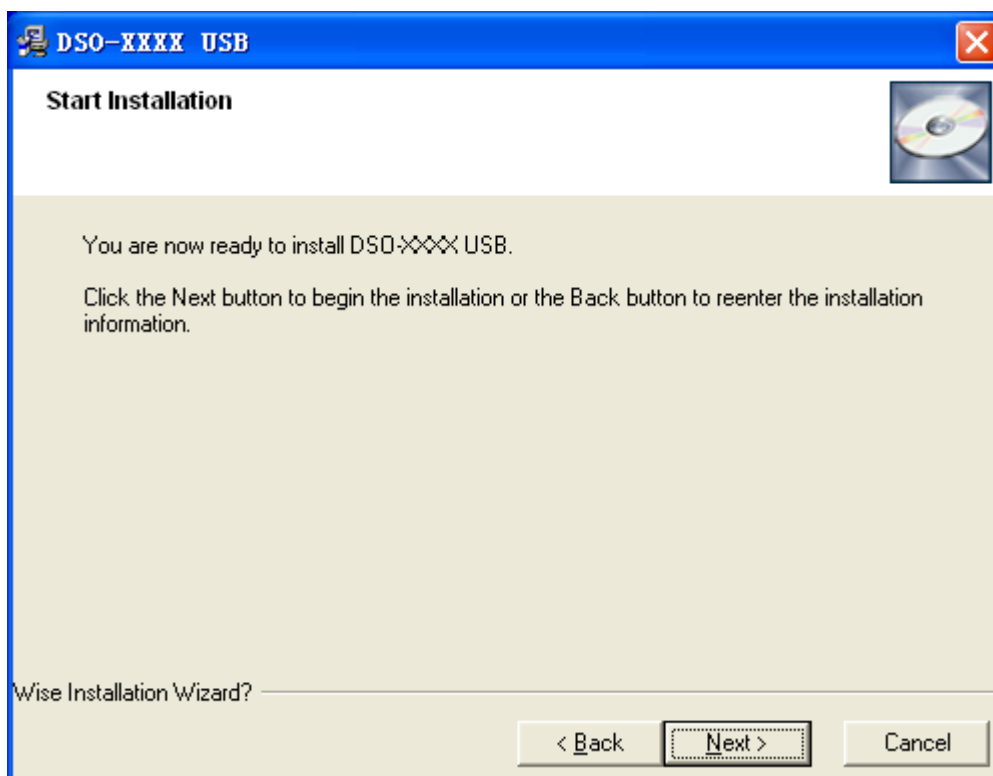 DSO-XXXX USB
Start Installation
You are now ready to install DSO-XXXX USB.
Click the Next button to begin the installation or the Back button to reenter the installation
information.
Wise Installation Wizard?
< Back
Next >
Cancel